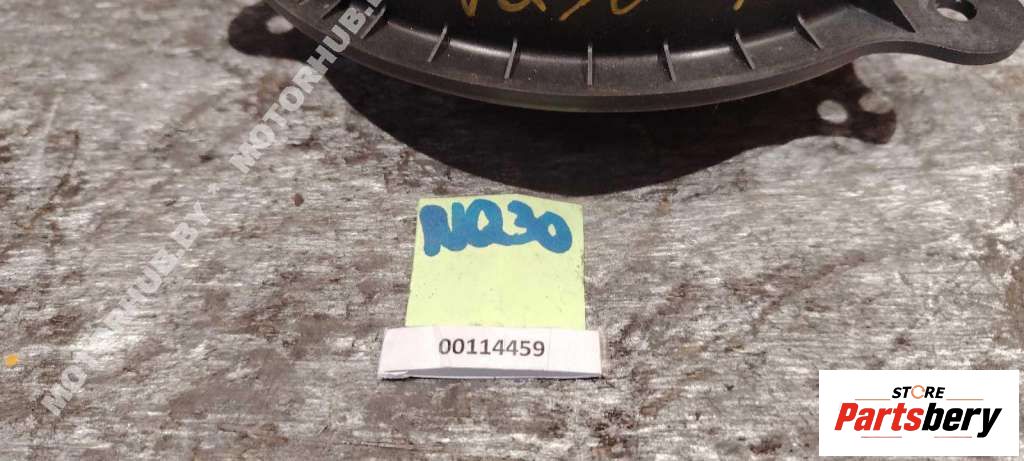 MOTORHUB.BY
MOTORHUB.BY
NQ30
00114459
STORE
Partsbery